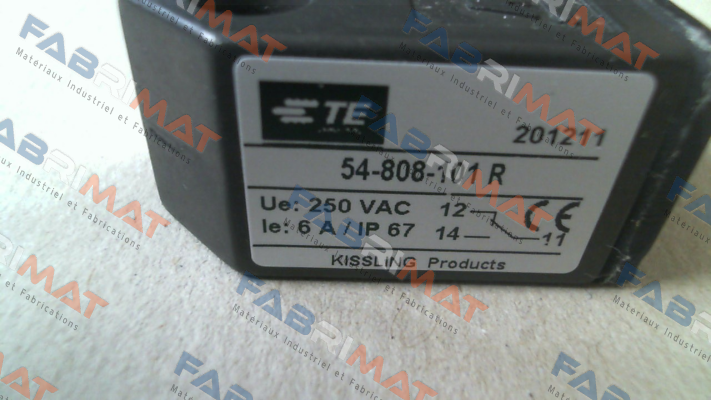 TE
201211
54-808-101 R
Ue: 250 VAC 12 CE
Ie: 6 A / IP 67 14 11
KISSLING Products
FABRIMAT
Materiaux Industriel et Fabrications